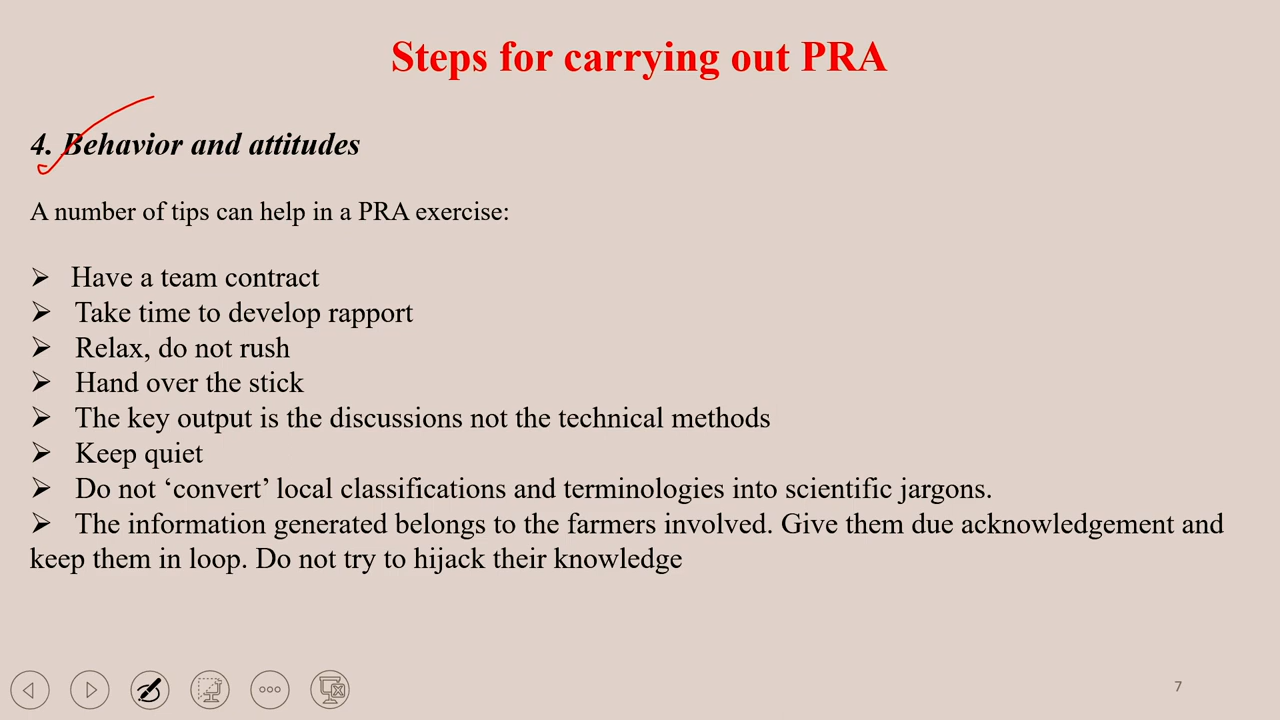 Steps for carrying out PRA
4. Behavior and attitudes
A number of tips can help in a PRA exercise:
➢ Have a team contract
➢ Take time to develop rapport
➢ Relax, do not rush
➢ Hand over the stick
➢ The key output is the discussions not the technical methods
➢ Keep quiet
➢ Do not ‘convert’ local classifications and terminologies into scientific jargons.
➢ The information generated belongs to the farmers involved. Give them due acknowledgement and
keep them in loop. Do not try to hijack their knowledge
7